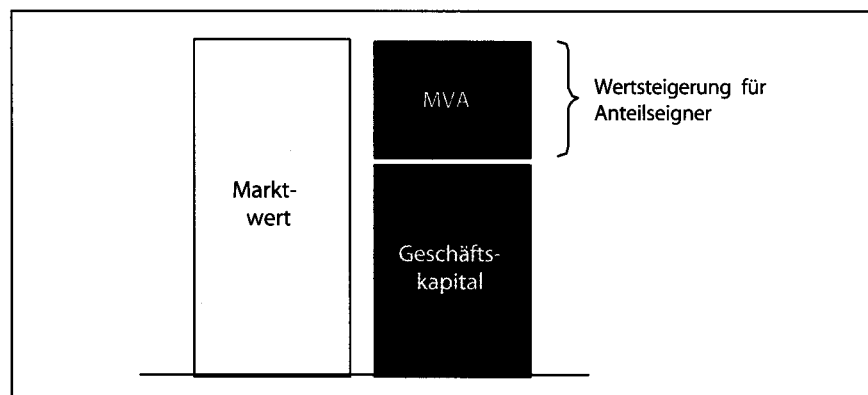 MVA
Wertsteigerung für
Anteilseigner
Markt-
wert
Geschäfts-
kapital